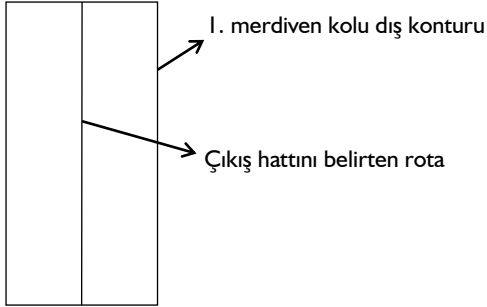 1. merdiven kolu dış konturu
Çıkış hattını belirten rota